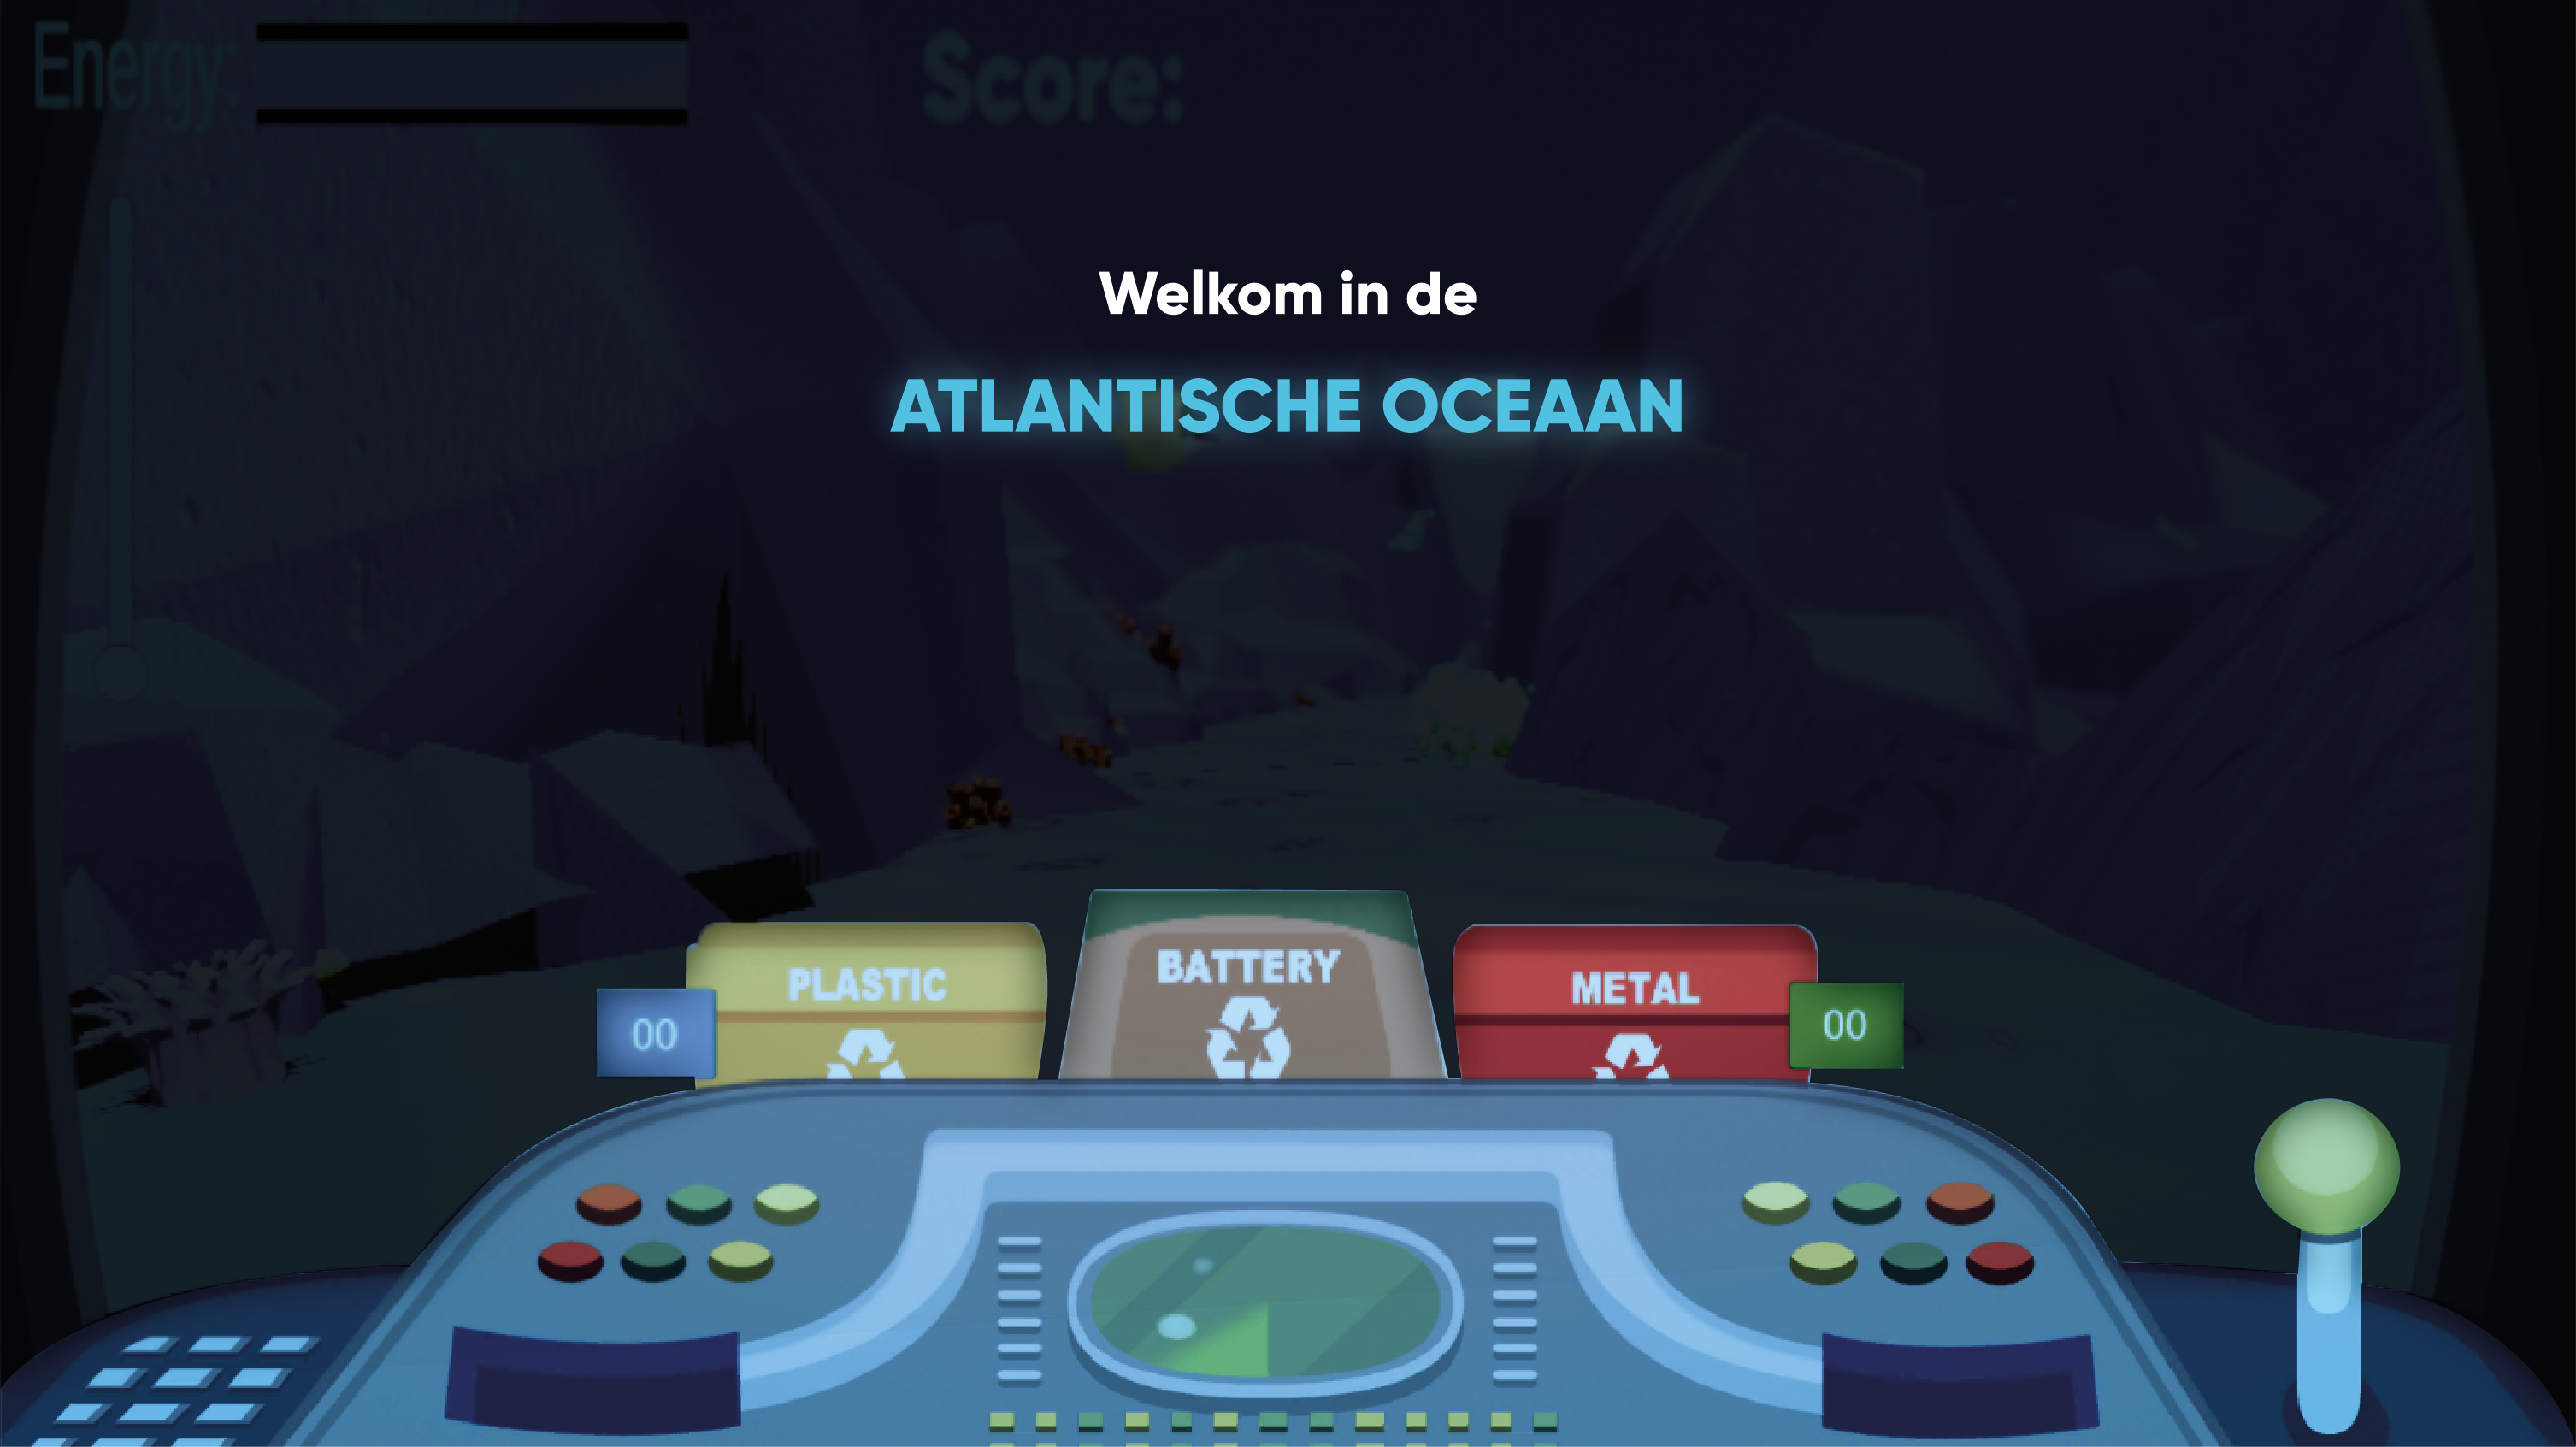 Energy:
Score:
Welkom in de
ATLANTISCHE OCEAAN
PLASTIC
BATTERY
METAL
00
00